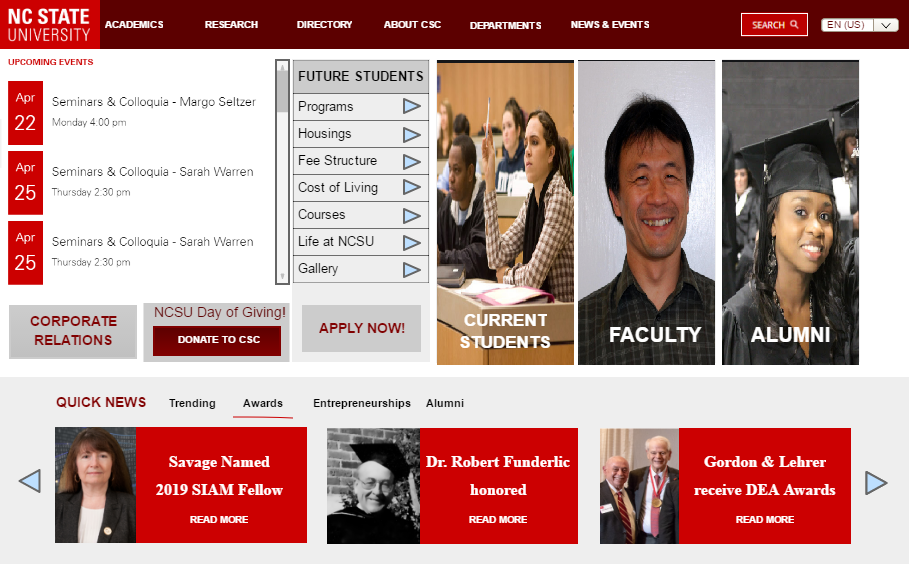 NC STATE
UNIVERSITY
ACADEMICS
RESEARCH
DIRECTORY
ABOUT CSC
DEPARTMENTS
NEWS & EVENTS
SEARCH
EN (US)
UPCOMING EVENTS
Apr
22
Seminars & Colloquia - Margo Seltzer
Monday 4:00 pm
Apr
25
Seminars & Colloquia - Sarah Warren
Thursday 2:30 pm
Apr
25
Seminars & Colloquia - Sarah Warren
Thursday 2:30 pm
FUTURE STUDENTS
Programs
Housings
Fee Structure
Cost of Living
Courses
Life at NCSU
Gallery
CURRENT
STUDENTS
FACULTY
ALUMNI
CORPORATE
RELATIONS
NCSU Day of Giving!
DONATE TO CSC
APPLY NOW!
QUICK NEWS
Trending
Awards
Entrepreneurships
Alumni
Savage Named
2019 SIAM Fellow
READ MORE
Dr. Robert Funderlic
honored
READ MORE
Gordon & Lehrer
receive DEA Awards
READ MORE